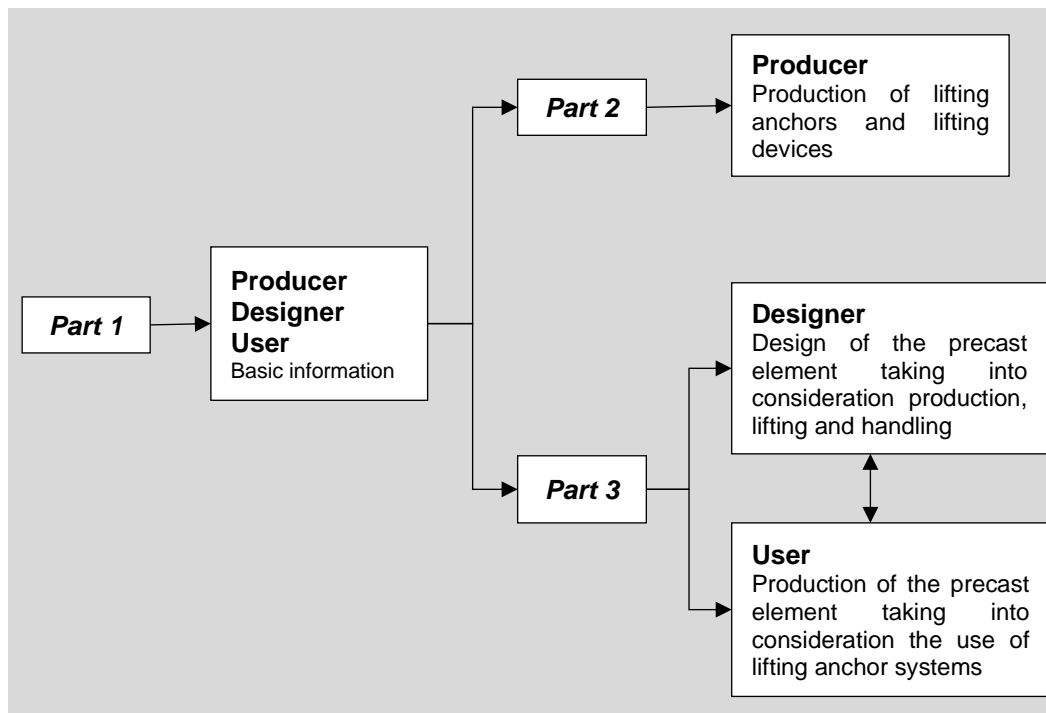 Part 1
Producer
Designer
User
Basic information
Part 2
Producer
Production of lifting
anchors and lifting
devices
Part 3
Designer
Design of the precast
element taking into
consideration production,
lifting and handling
User
Production of the precast
element taking into
consideration the use of
lifting anchor systems